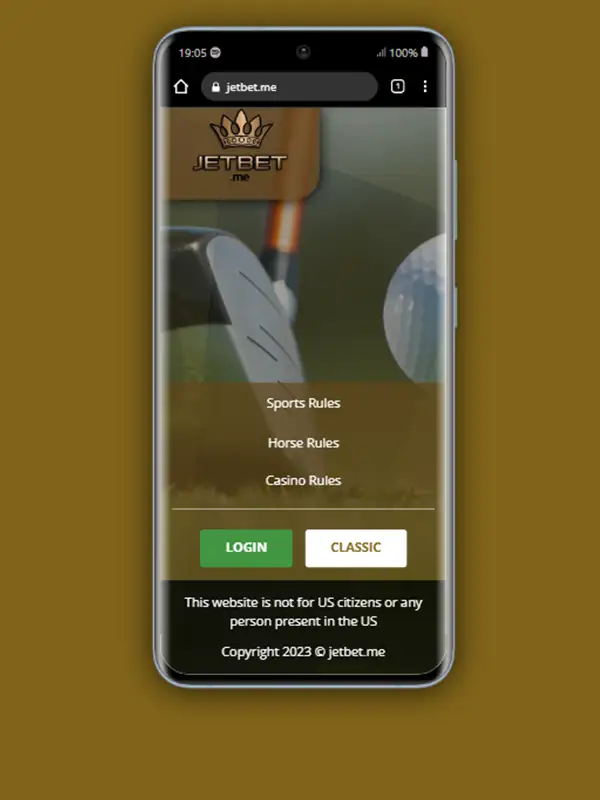 19:05
100%
jetbet.me
1
JETBET
.me
Sports Rules
Horse Rules
Casino Rules
LOGIN
CLASSIC
This website is not for US citizens or any
person present in the US
Copyright 2023 © jetbet.me